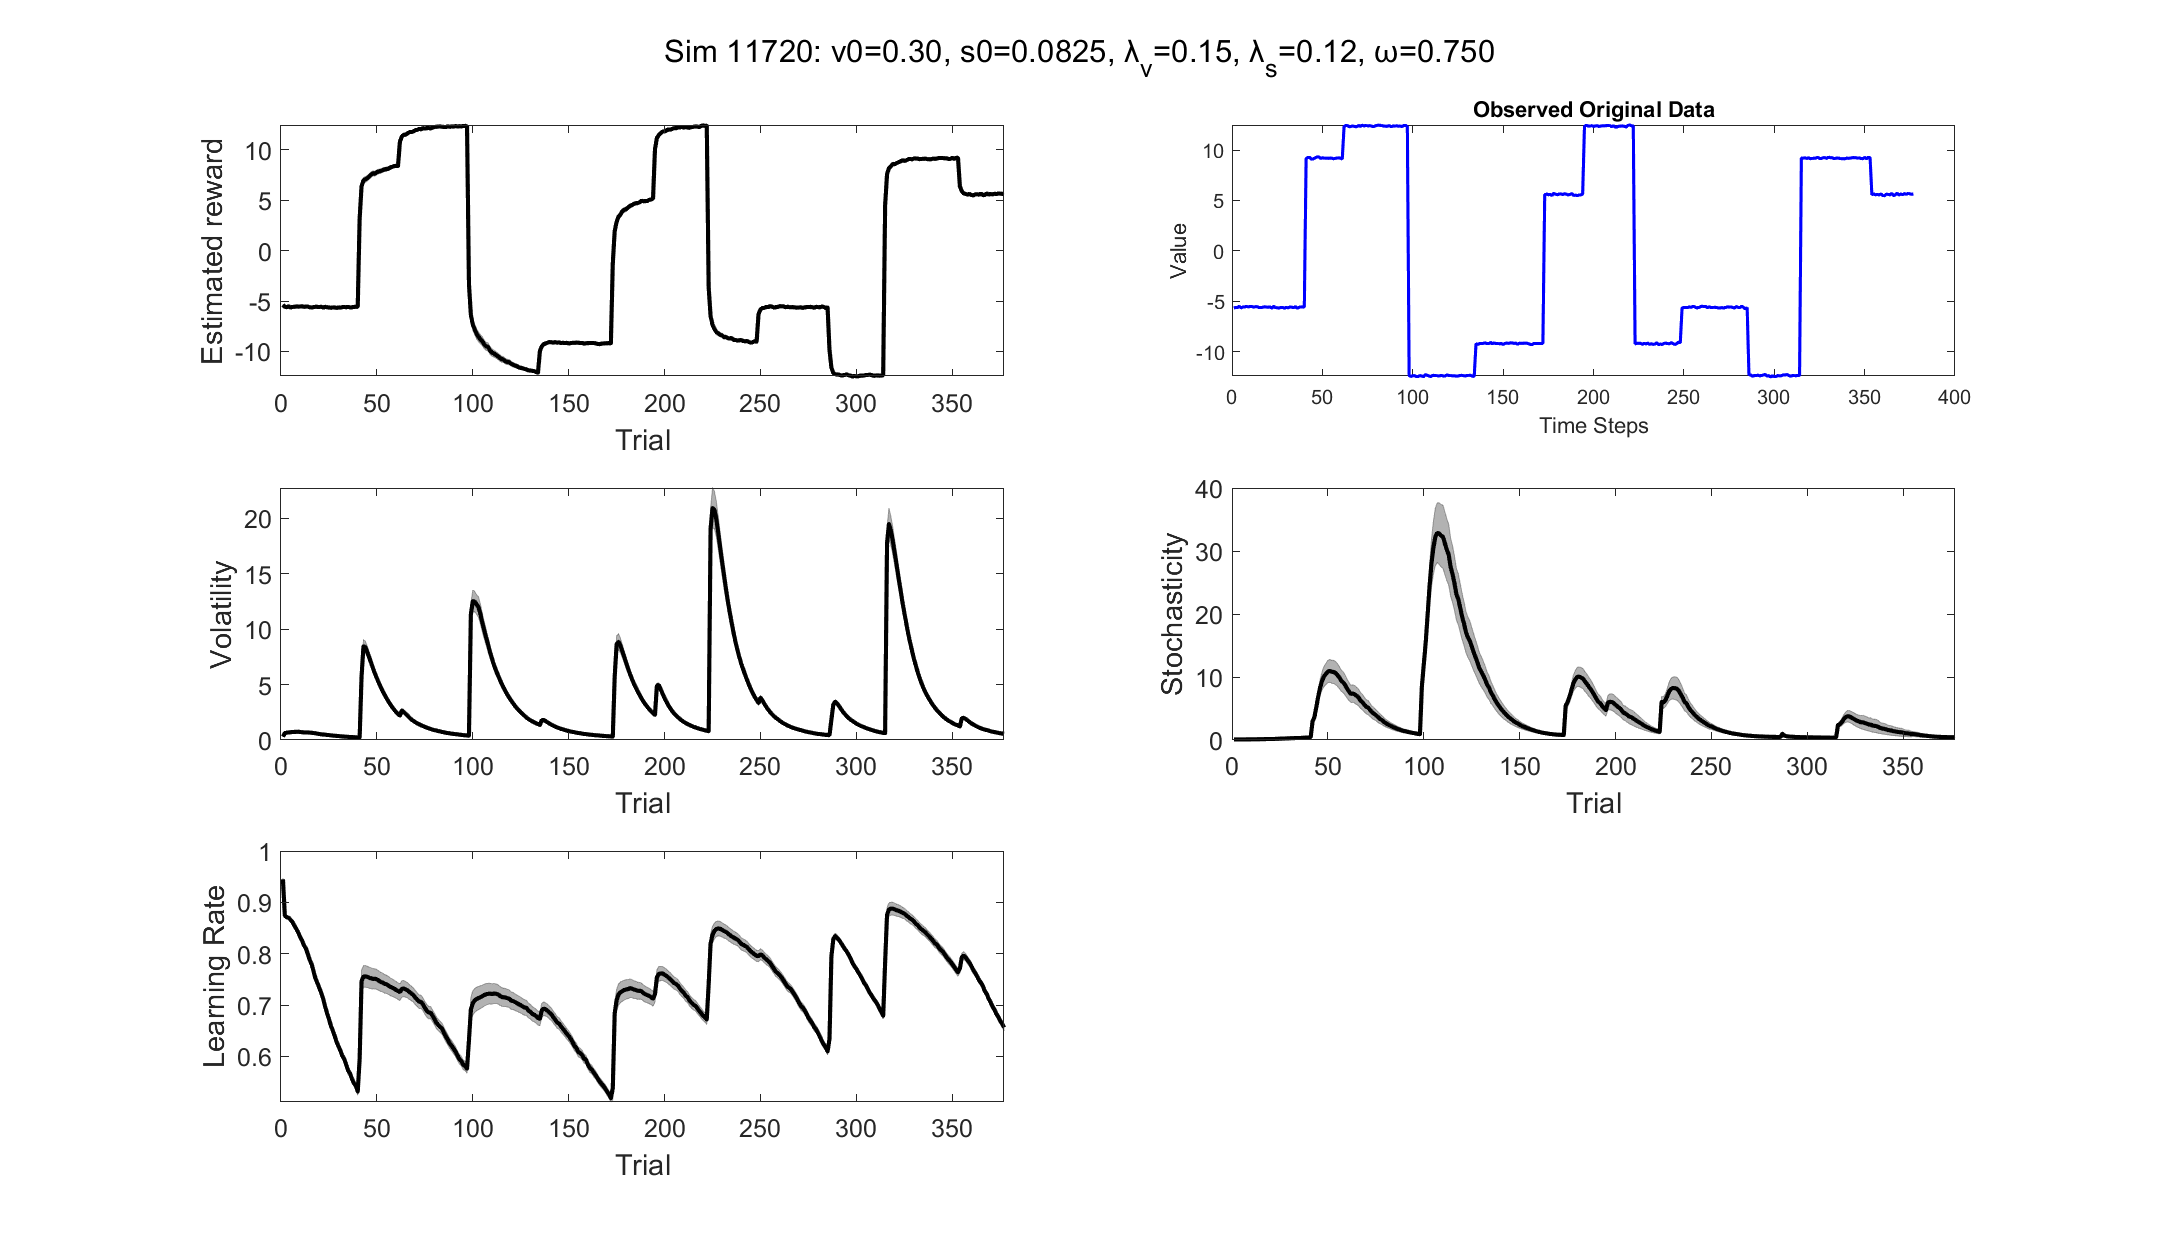 Sim 11720: v0=0.30, s0=0.0825, λv=0.15, λs=0.12, ω=0.750
Estimated reward
10
5
0
-5
-10
0 50 100 150 200 250 300 350
Trial
Observed Original Data
Value
10
5
0
-5
-10
0 50 100 150 200 250 300 350 400
Time Steps
Volatility
20
15
10
5
0
0 50 100 150 200 250 300 350
Trial
Stochasticity
40
30
20
10
0
0 50 100 150 200 250 300 350
Trial
Learning Rate
1
0.9
0.8
0.7
0.6
0 50 100 150 200 250 300 350
Trial